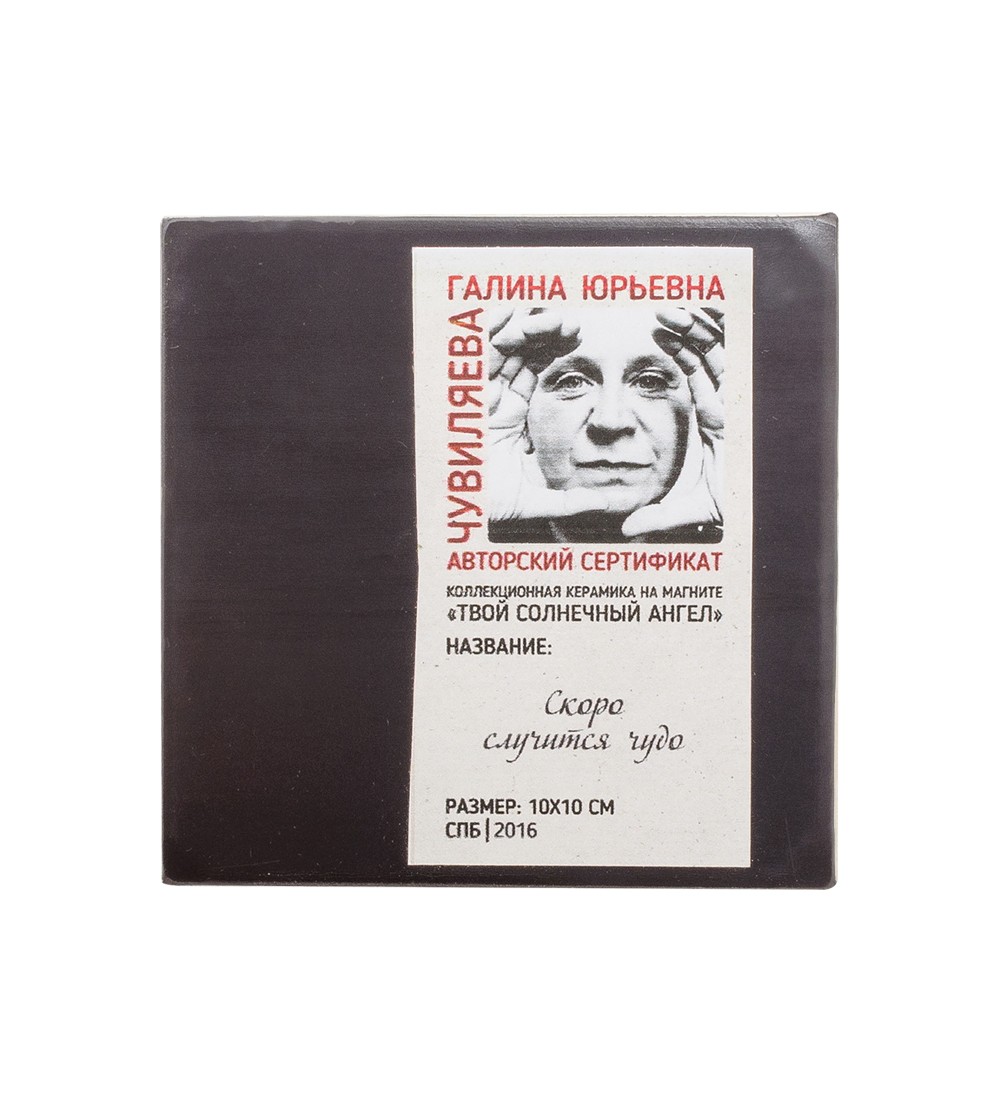 ГАЛИНА ЮРЬЕВНА
ЧУВИЛЯЕВА
АВТОРСКИЙ СЕРТИФИКАТ
КОЛЛЕКЦИОННАЯ КЕРАМИКА НА МАГНИТЕ
«ТВОЙ СОЛНЕЧНЫЙ АНГЕЛ»
НАЗВАНИЕ:
Скоро
случится чудо
РАЗМЕР: 10Х10 СМ
СПБ|2016